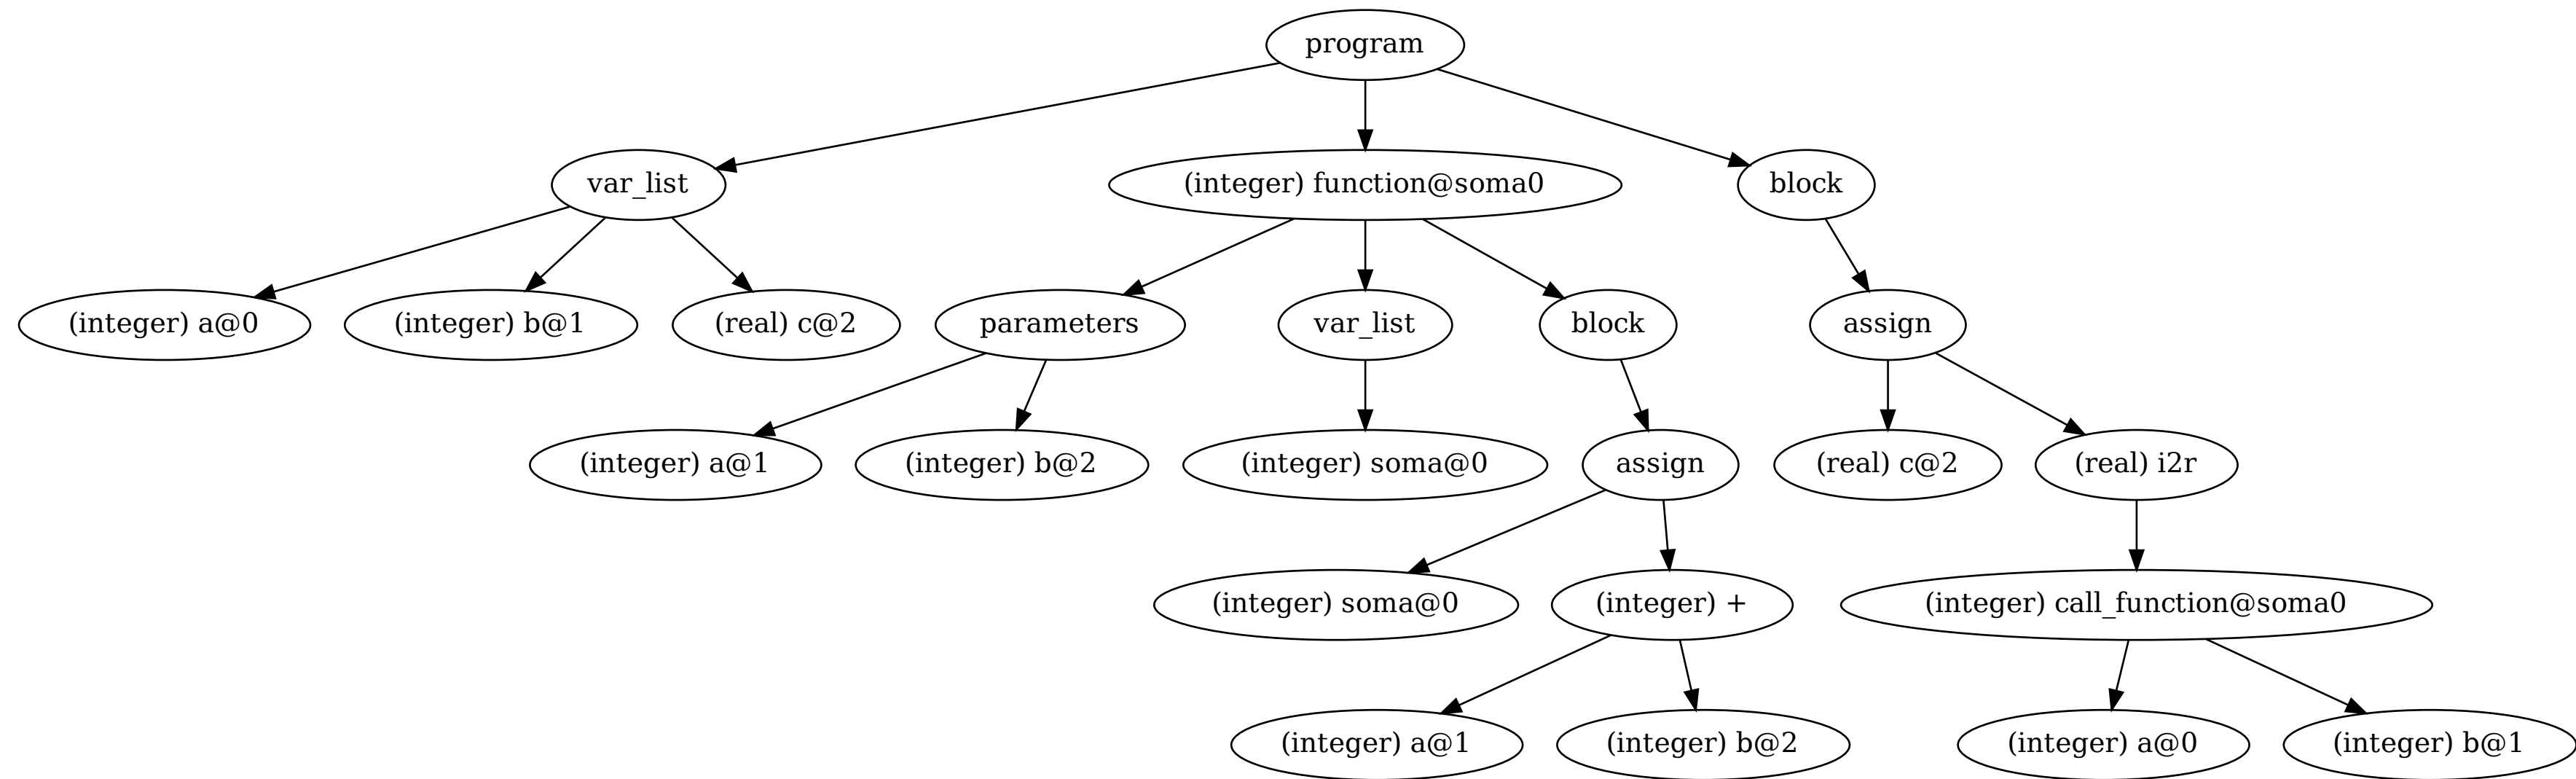 program
var_list
(integer) function@soma0
block
(integer) a@0
(integer) b@1
(real) c@2
parameters
var_list
block
assign
(integer) a@1
(integer) b@2
(integer) soma@0
assign
(real) c@2
(real) i2r
(integer) soma@0
(integer) +
(integer) call_function@soma0
(integer) a@1
(integer) b@2
(integer) a@0
(integer) b@1